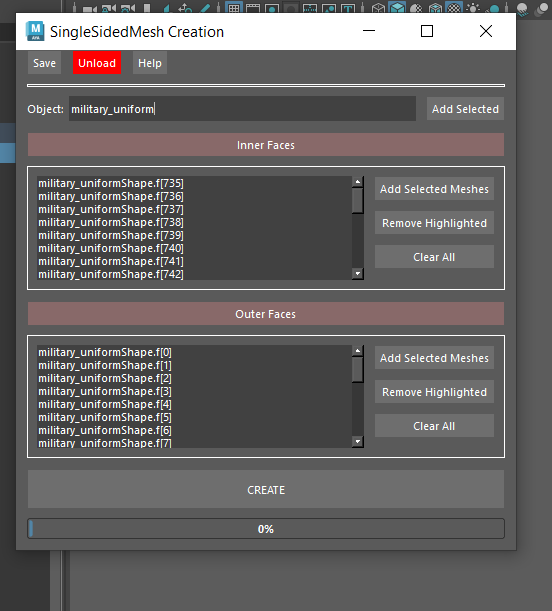 SingleSidedMesh Creation
Save Unload Help
Object: military_uniform Add Selected
Inner Faces
military_uniformShape.f[735]
military_uniformShape.f[736]
military_uniformShape.f[737]
military_uniformShape.f[738]
military_uniformShape.f[739]
military_uniformShape.f[740]
military_uniformShape.f[741]
military_uniformShape.f[742]
Add Selected Meshes
Remove Highlighted
Clear All
Outer Faces
military_uniformShape.f[0]
military_uniformShape.f[1]
military_uniformShape.f[2]
military_uniformShape.f[3]
military_uniformShape.f[4]
military_uniformShape.f[5]
military_uniformShape.f[6]
military_uniformShape.f[7]
Add Selected Meshes
Remove Highlighted
Clear All
CREATE
0%